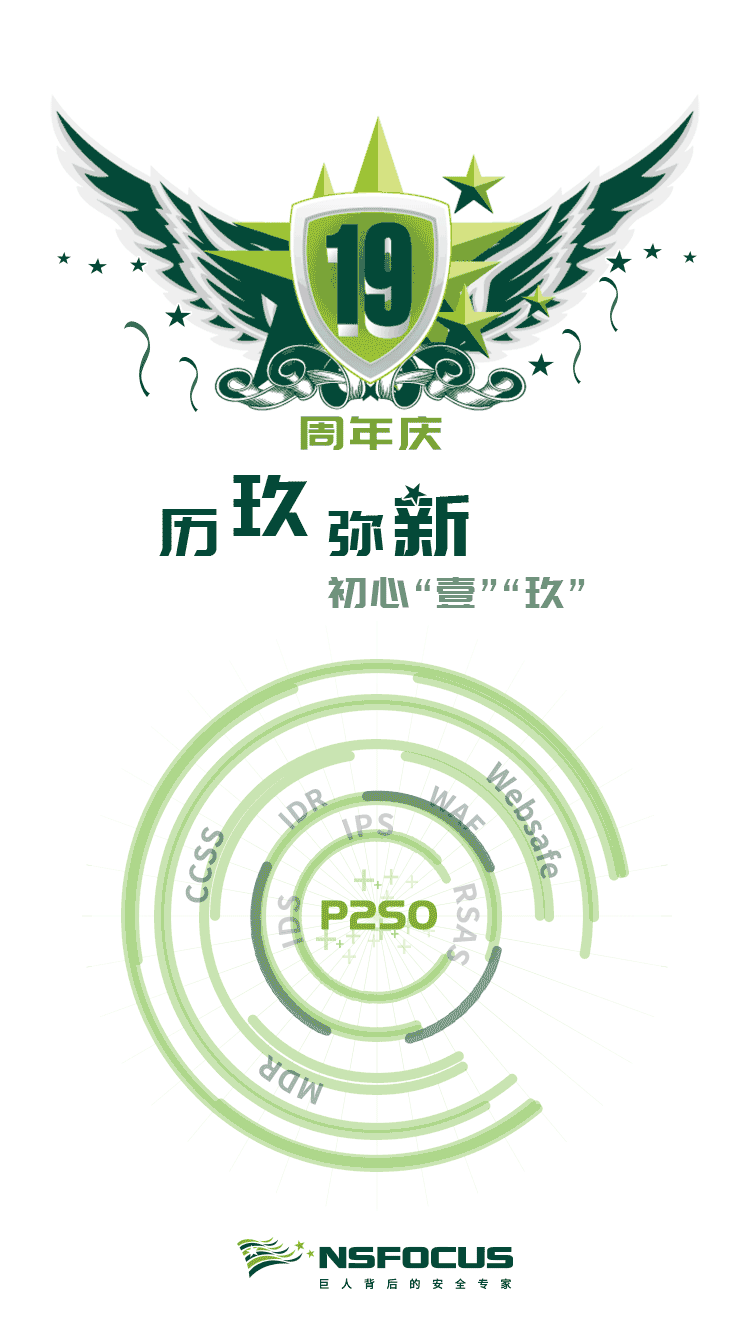 19
周年庆
历玖弥新
初心“壹”“玖”
Websafe
CCSS
IDR
WAF
IPS
IDS
P2SO
RSAS
MDR
NSFOCUS
巨人背后的安全专家